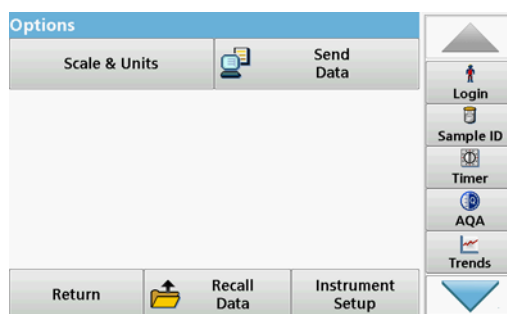 Options
Scale & Units
Send
Data
Login
Sample ID
Timer
AQA
Trends
Return
Recall
Data
Instrument
Setup